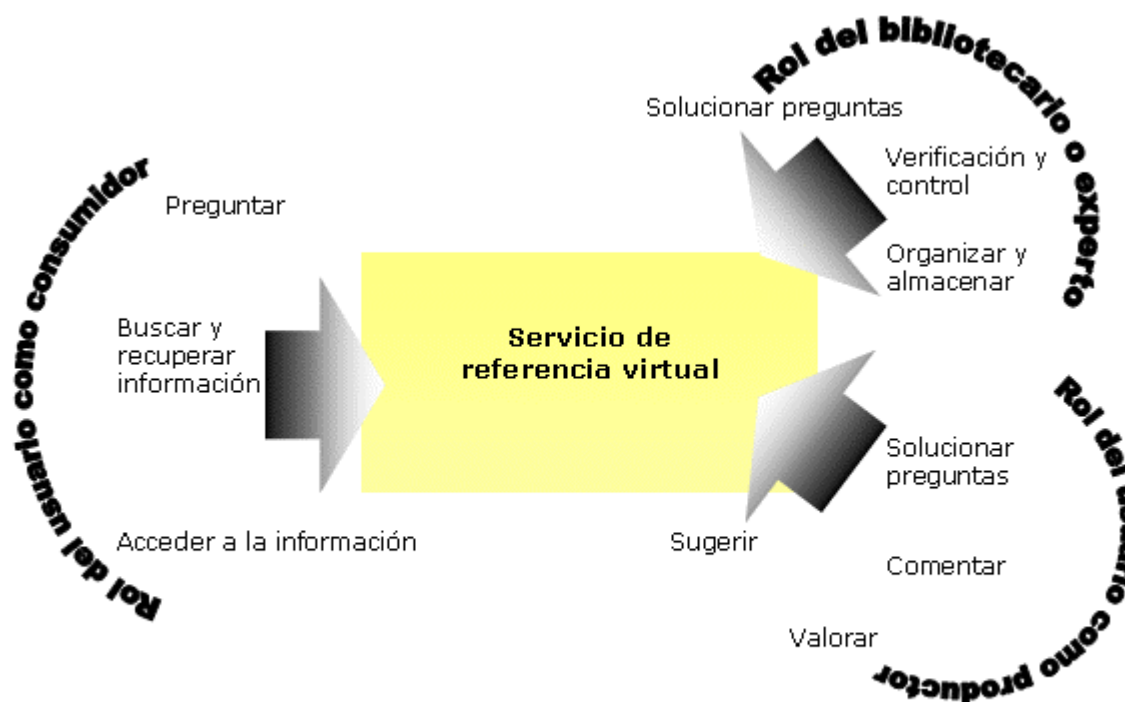 Rol del usuario como consumidor
Preguntar
Buscar y
recuperar
información
Acceder a la información
Servicio de
referencia virtual
Rol del bibliotecario o experto
Solucionar preguntas
Verificación y
control
Organizar y
almacenar
Rol del usuario como productor
Solucionar
preguntas
Sugerir
Comentar
Valorar